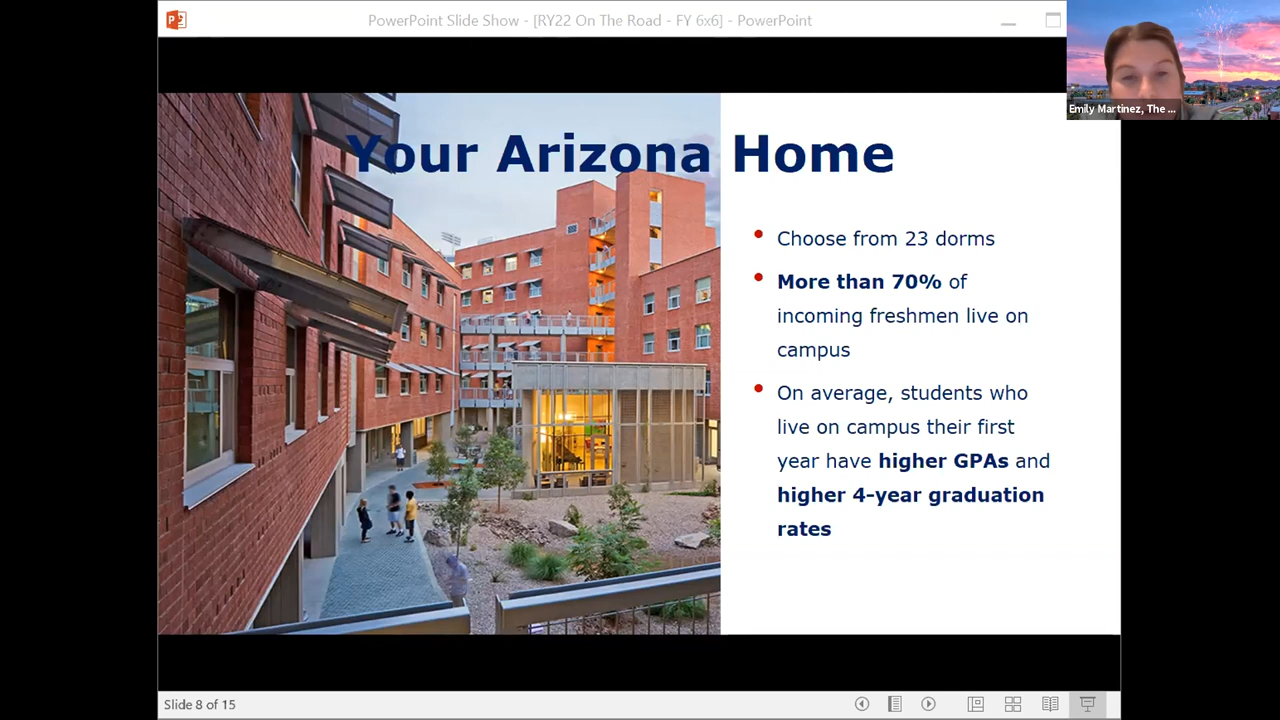 PowerPoint Slide Show - [RY22 On The Road - FY 6x6] - PowerPoint
Emily Martinez, The ...
Your Arizona Home
• Choose from 23 dorms
• More than 70% of
incoming freshmen live on
campus
• On average, students who
live on campus their first
year have higher GPAs and
higher 4-year graduation
rates
Slide 8 of 15